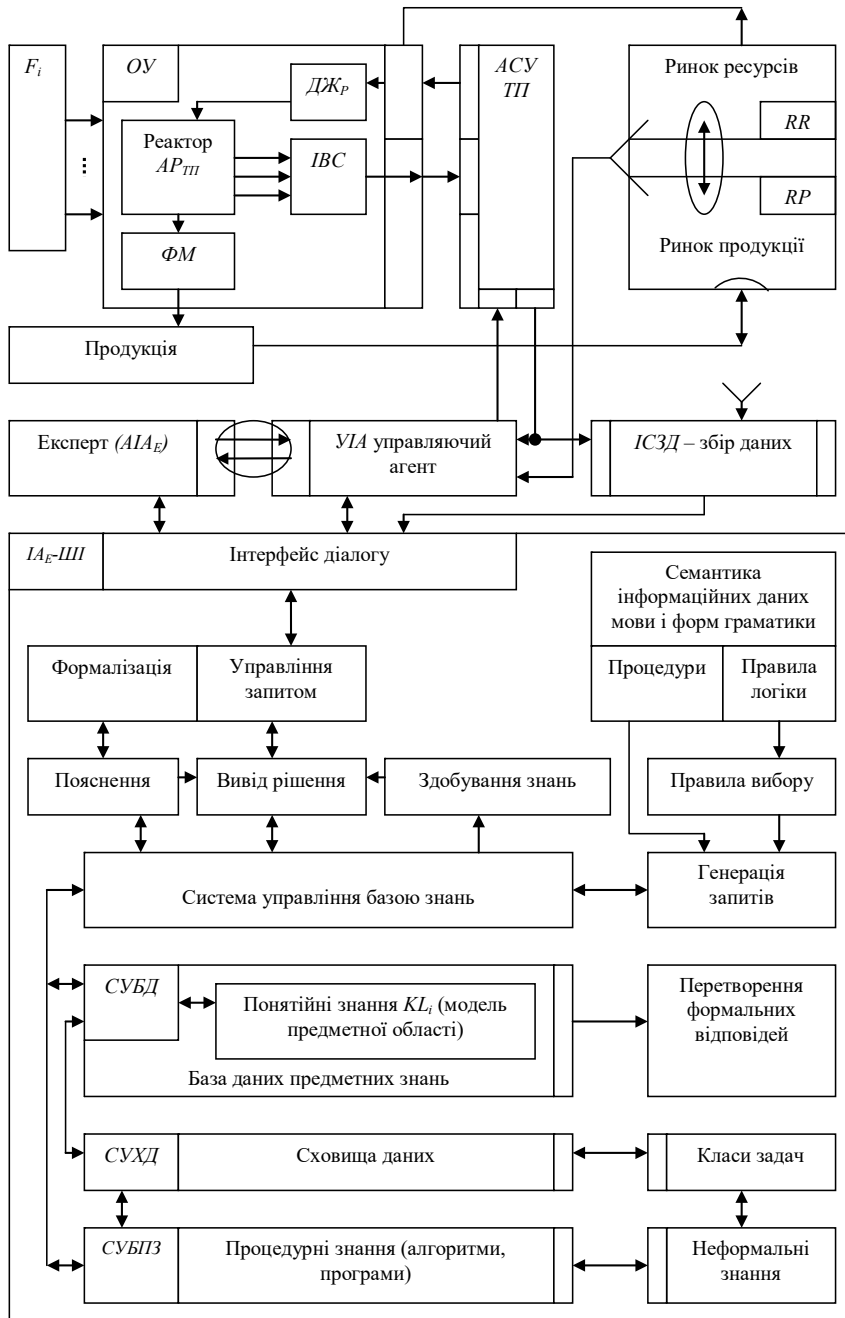 F_i
...
ОУ
ДЖ_Р
Реактор
АР_ТП
ІВС
ФМ
АСУ
ТП
Ринок ресурсів
RR
RP
Ринок продукції
Продукція
Експерт (АІА_Е)
УІА управляючий
агент
ІСЗД – збір даних
ІА_Е-ШІ
Інтерфейс діалогу
Семантика
інформаційних даних
мови і форм граматики
Процедури
Правила
логіки
Формалізація
Управління
запитом
Пояснення
Вивід рішення
Здобування знань
Правила вибору
Система управління базою знань
Генерація
запитів
СУБД
Понятійні знання KL_i (модель
предметної області)
База даних предметних знань
Перетворення
формальних
відповідей
СУХД
Сховища даних
Класи задач
СУБПЗ
Процедурні знання (алгоритми,
програми)
Неформальні
знання